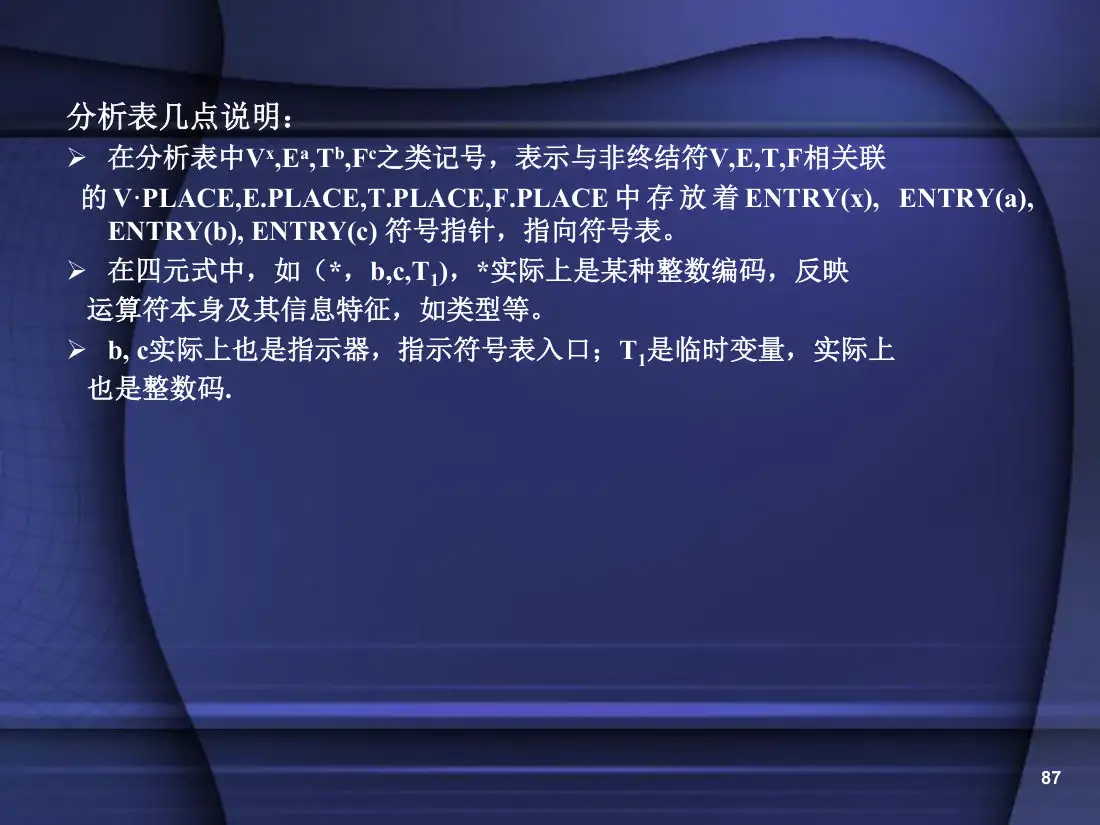 分析表几点说明：
➢ 在分析表中Vˣ,Eᵃ,Tᵇ,Fᶜ之类记号，表示与非终结符V,E,T,F相关联
的V·PLACE,E.PLACE,T.PLACE,F.PLACE中存放着ENTRY(x), ENTRY(a),
ENTRY(b), ENTRY(c) 符号指针，指向符号表。
➢ 在四元式中，如（*，b,c,T₁)，*实际上是某种整数编码，反映
运算符本身及其信息特征，如类型等。
➢ b, c实际上也是指示器，指示符号表入口；T₁是临时变量，实际上
也是整数码.
87